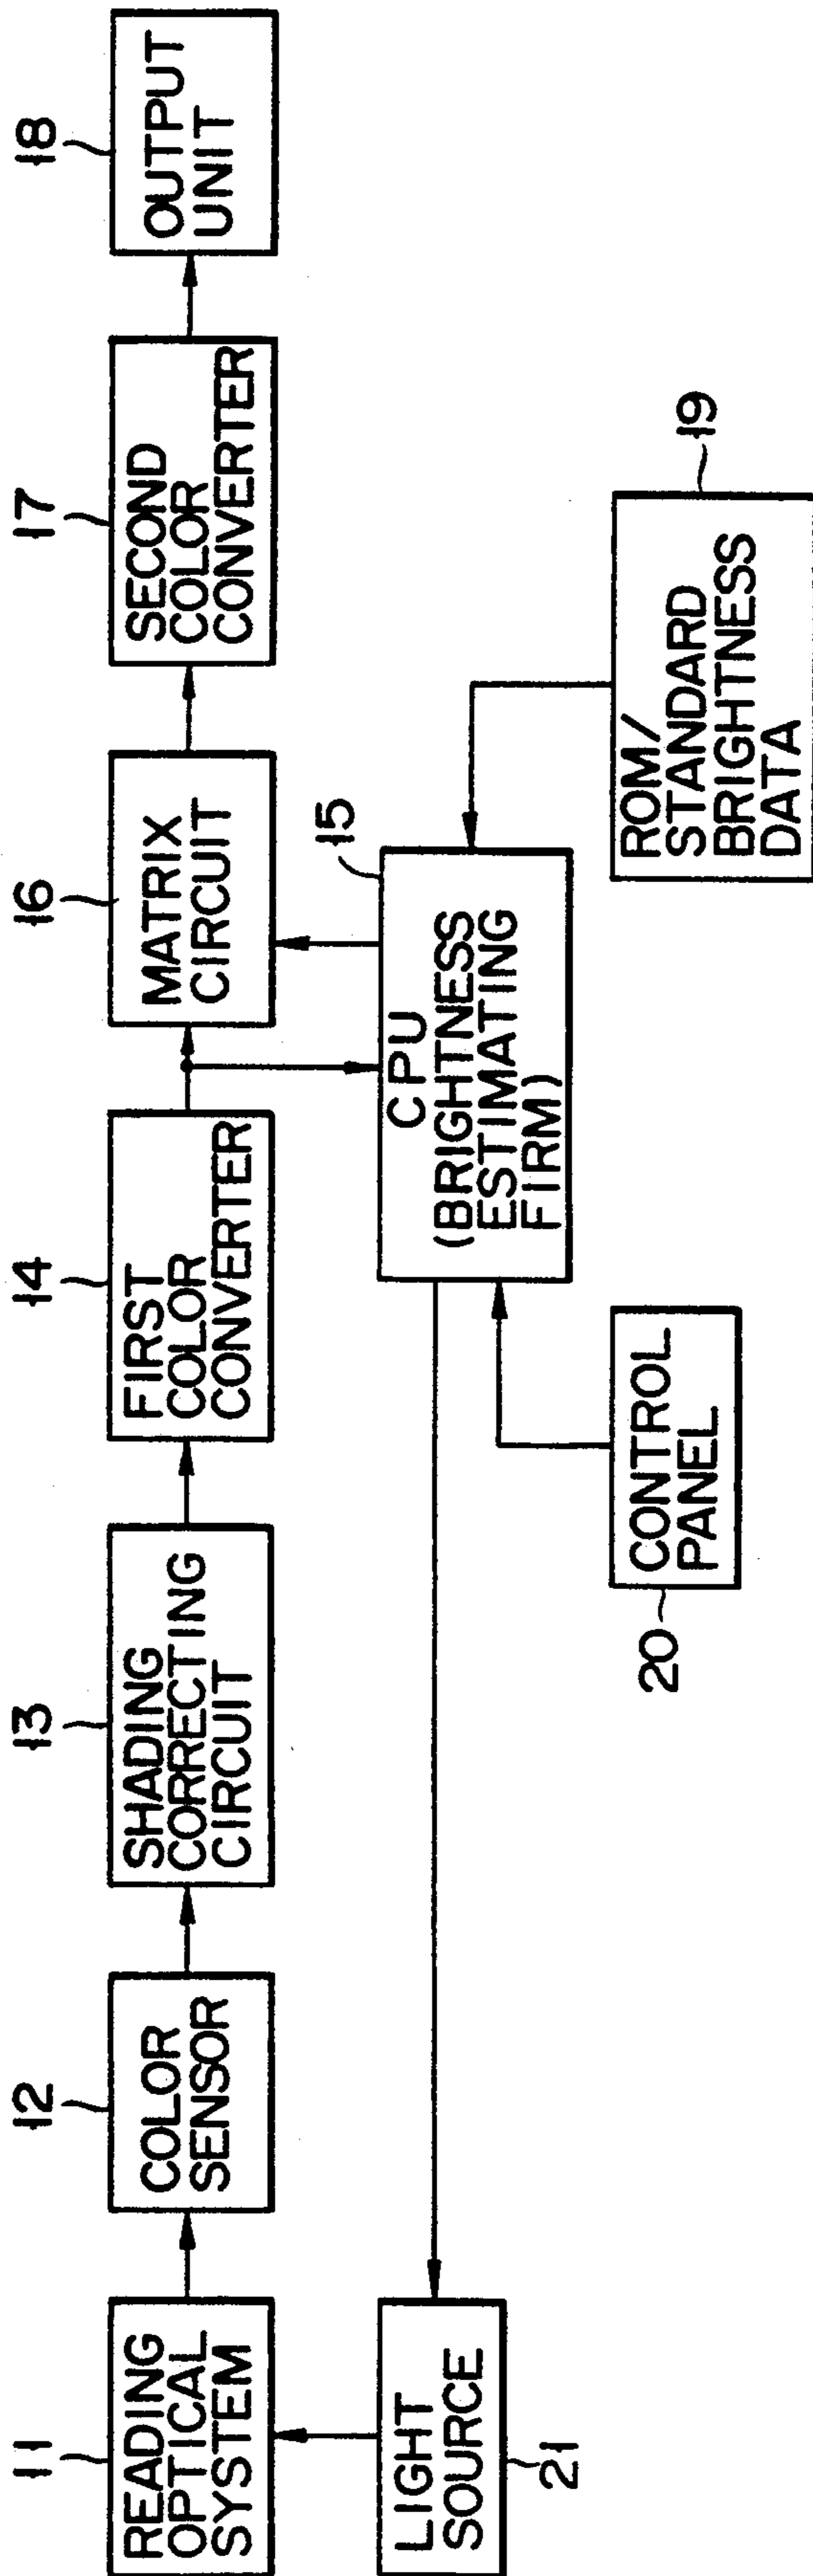 11
READING
OPTICAL
SYSTEM
12
COLOR
SENSOR
13
SHADING
CORRECTING
CIRCUIT
14
FIRST
COLOR
CONVERTER
16
MATRIX
CIRCUIT
17
SECOND
COLOR
CONVERTER
18
OUTPUT
UNIT
LIGHT
SOURCE
21
15
CPU
(BRIGHTNESS
ESTIMATING
FIRM)
CONTROL
PANEL
20
19
ROM/
STANDARD
BRIGHTNESS
DATA